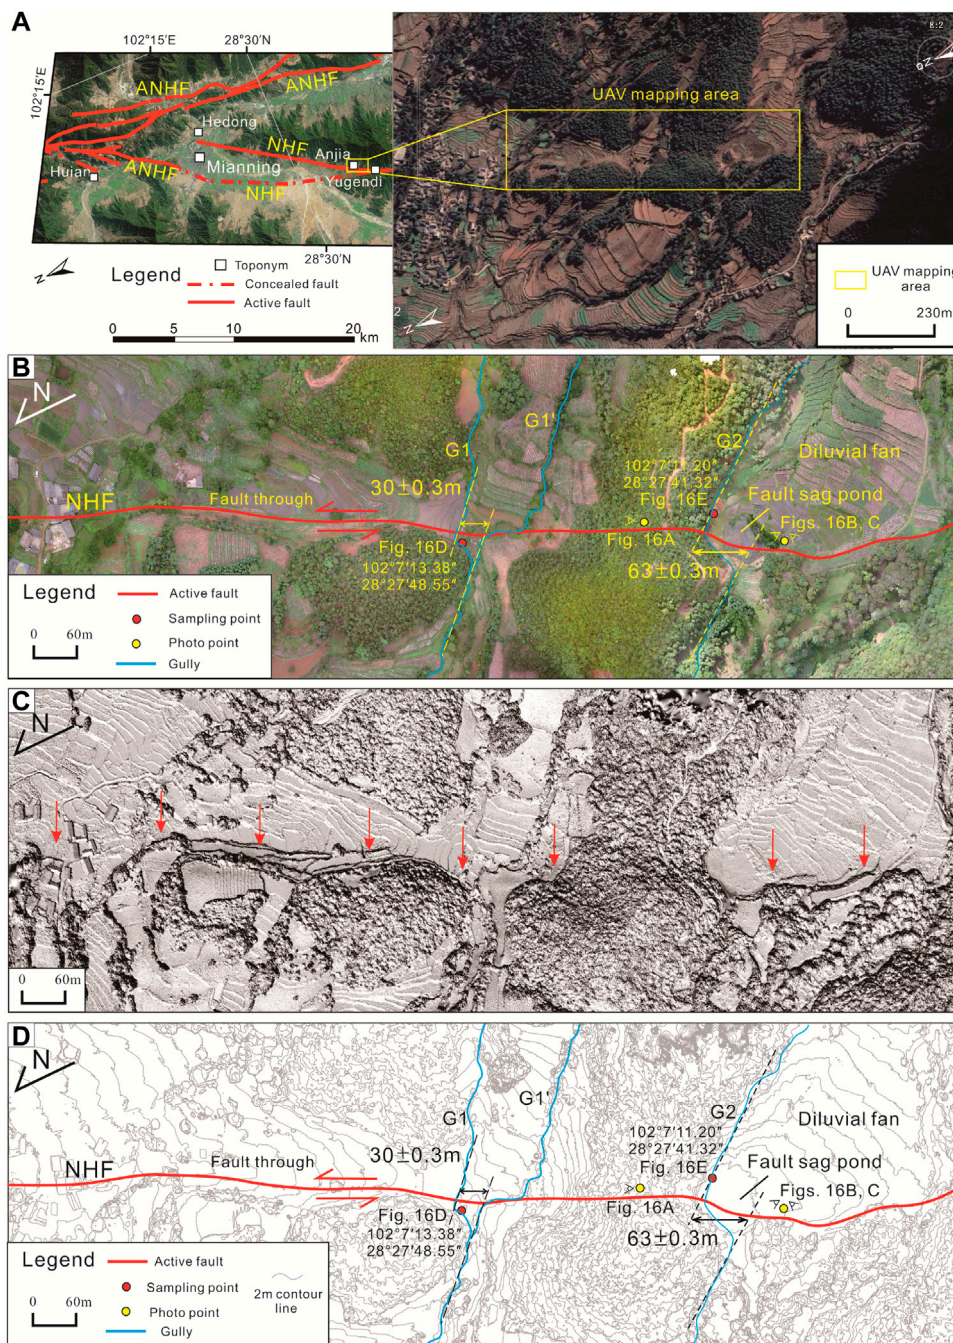 A
102°15'E
28°30'N
E:2
N
102°15'E
ANHF
ANHF
UAV mapping area
Hedong
NHF
Anjia
Mianning
Huian
ANHF
Yugendi
NHF
28°30'N
N
Legend
Toponym
Concealed fault
Active fault
0 5 10 15 20
km
2
UAV mapping
area
0 230m
B
N
G1'
G1
G2
102°7'11.20"
28°27'41.32"
Fig. 16E
Diluvial fan
30±0.3m
NHF
Fault through
Fault sag pond
Figs. 16B, C
Fig. 16A
Fig. 16D
102°7'13.38"
28°27'48.55"
63±0.3m
Legend
Active fault
Sampling point
0 60m
Photo point
Gully
C
N
0 60m
D
N
G1'
G1
G2
102°7'11.20"
28°27'41.32"
Diluvial fan
30±0.3m
NHF
Fault through
Fig. 16E
Fault sag pond
Figs. 16B, C
Fig. 16A
Fig. 16D
102°7'13.38"
28°27'48.55"
63±0.3m
Legend
Active fault
Sampling point
2m contour
line
0 60m
Photo point
Gully